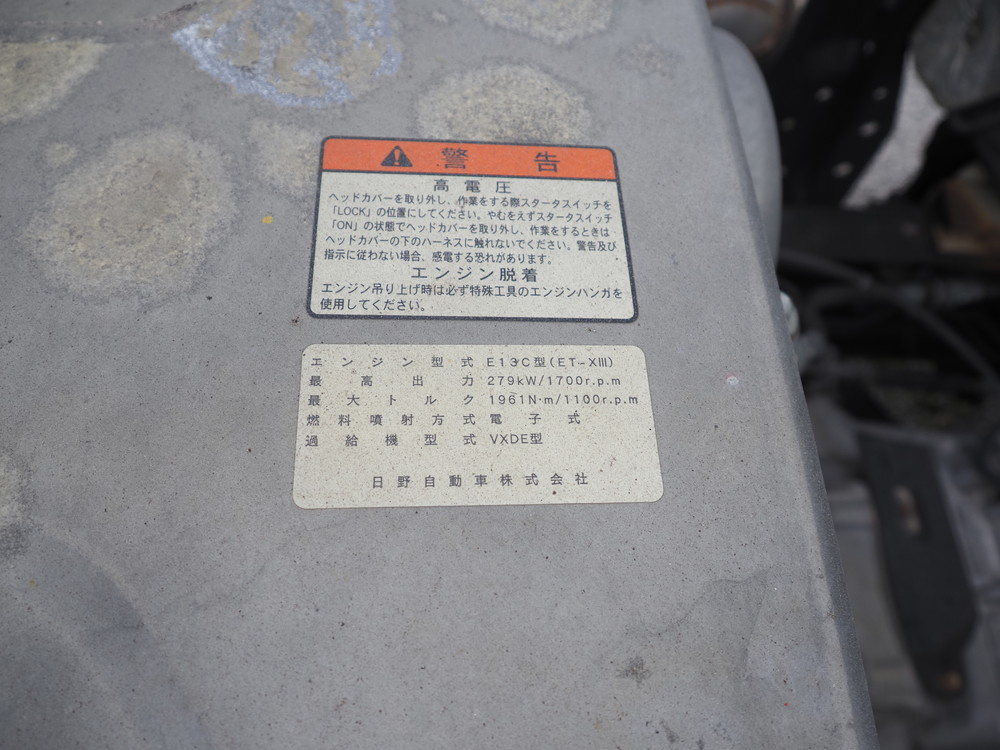 警 告
高 電 圧
ヘッドカバーを取り外し、作業をする際スタータスイッチを
「LOCK」の位置にしてください。やむをえずスタータスイッチ
「ON」の状態でヘッドカバーを取り外し、作業をするときは
ヘッドカバーの下のハーネスに触れないでください。警告及び
指示に従わない場合、感電する恐れがあります。
エンジン脱着
エンジン吊り上げ時は必ず特殊工具のエンジンハンガを
使用してください。
エンジン型式 E13C型(ET-XIII)
最高出力 279kW/1700r.p.m
最大トルク 1961N·m/1100r.p.m
燃料噴射方式 電子式
過給機型式 VXDE型
日野自動車株式会社